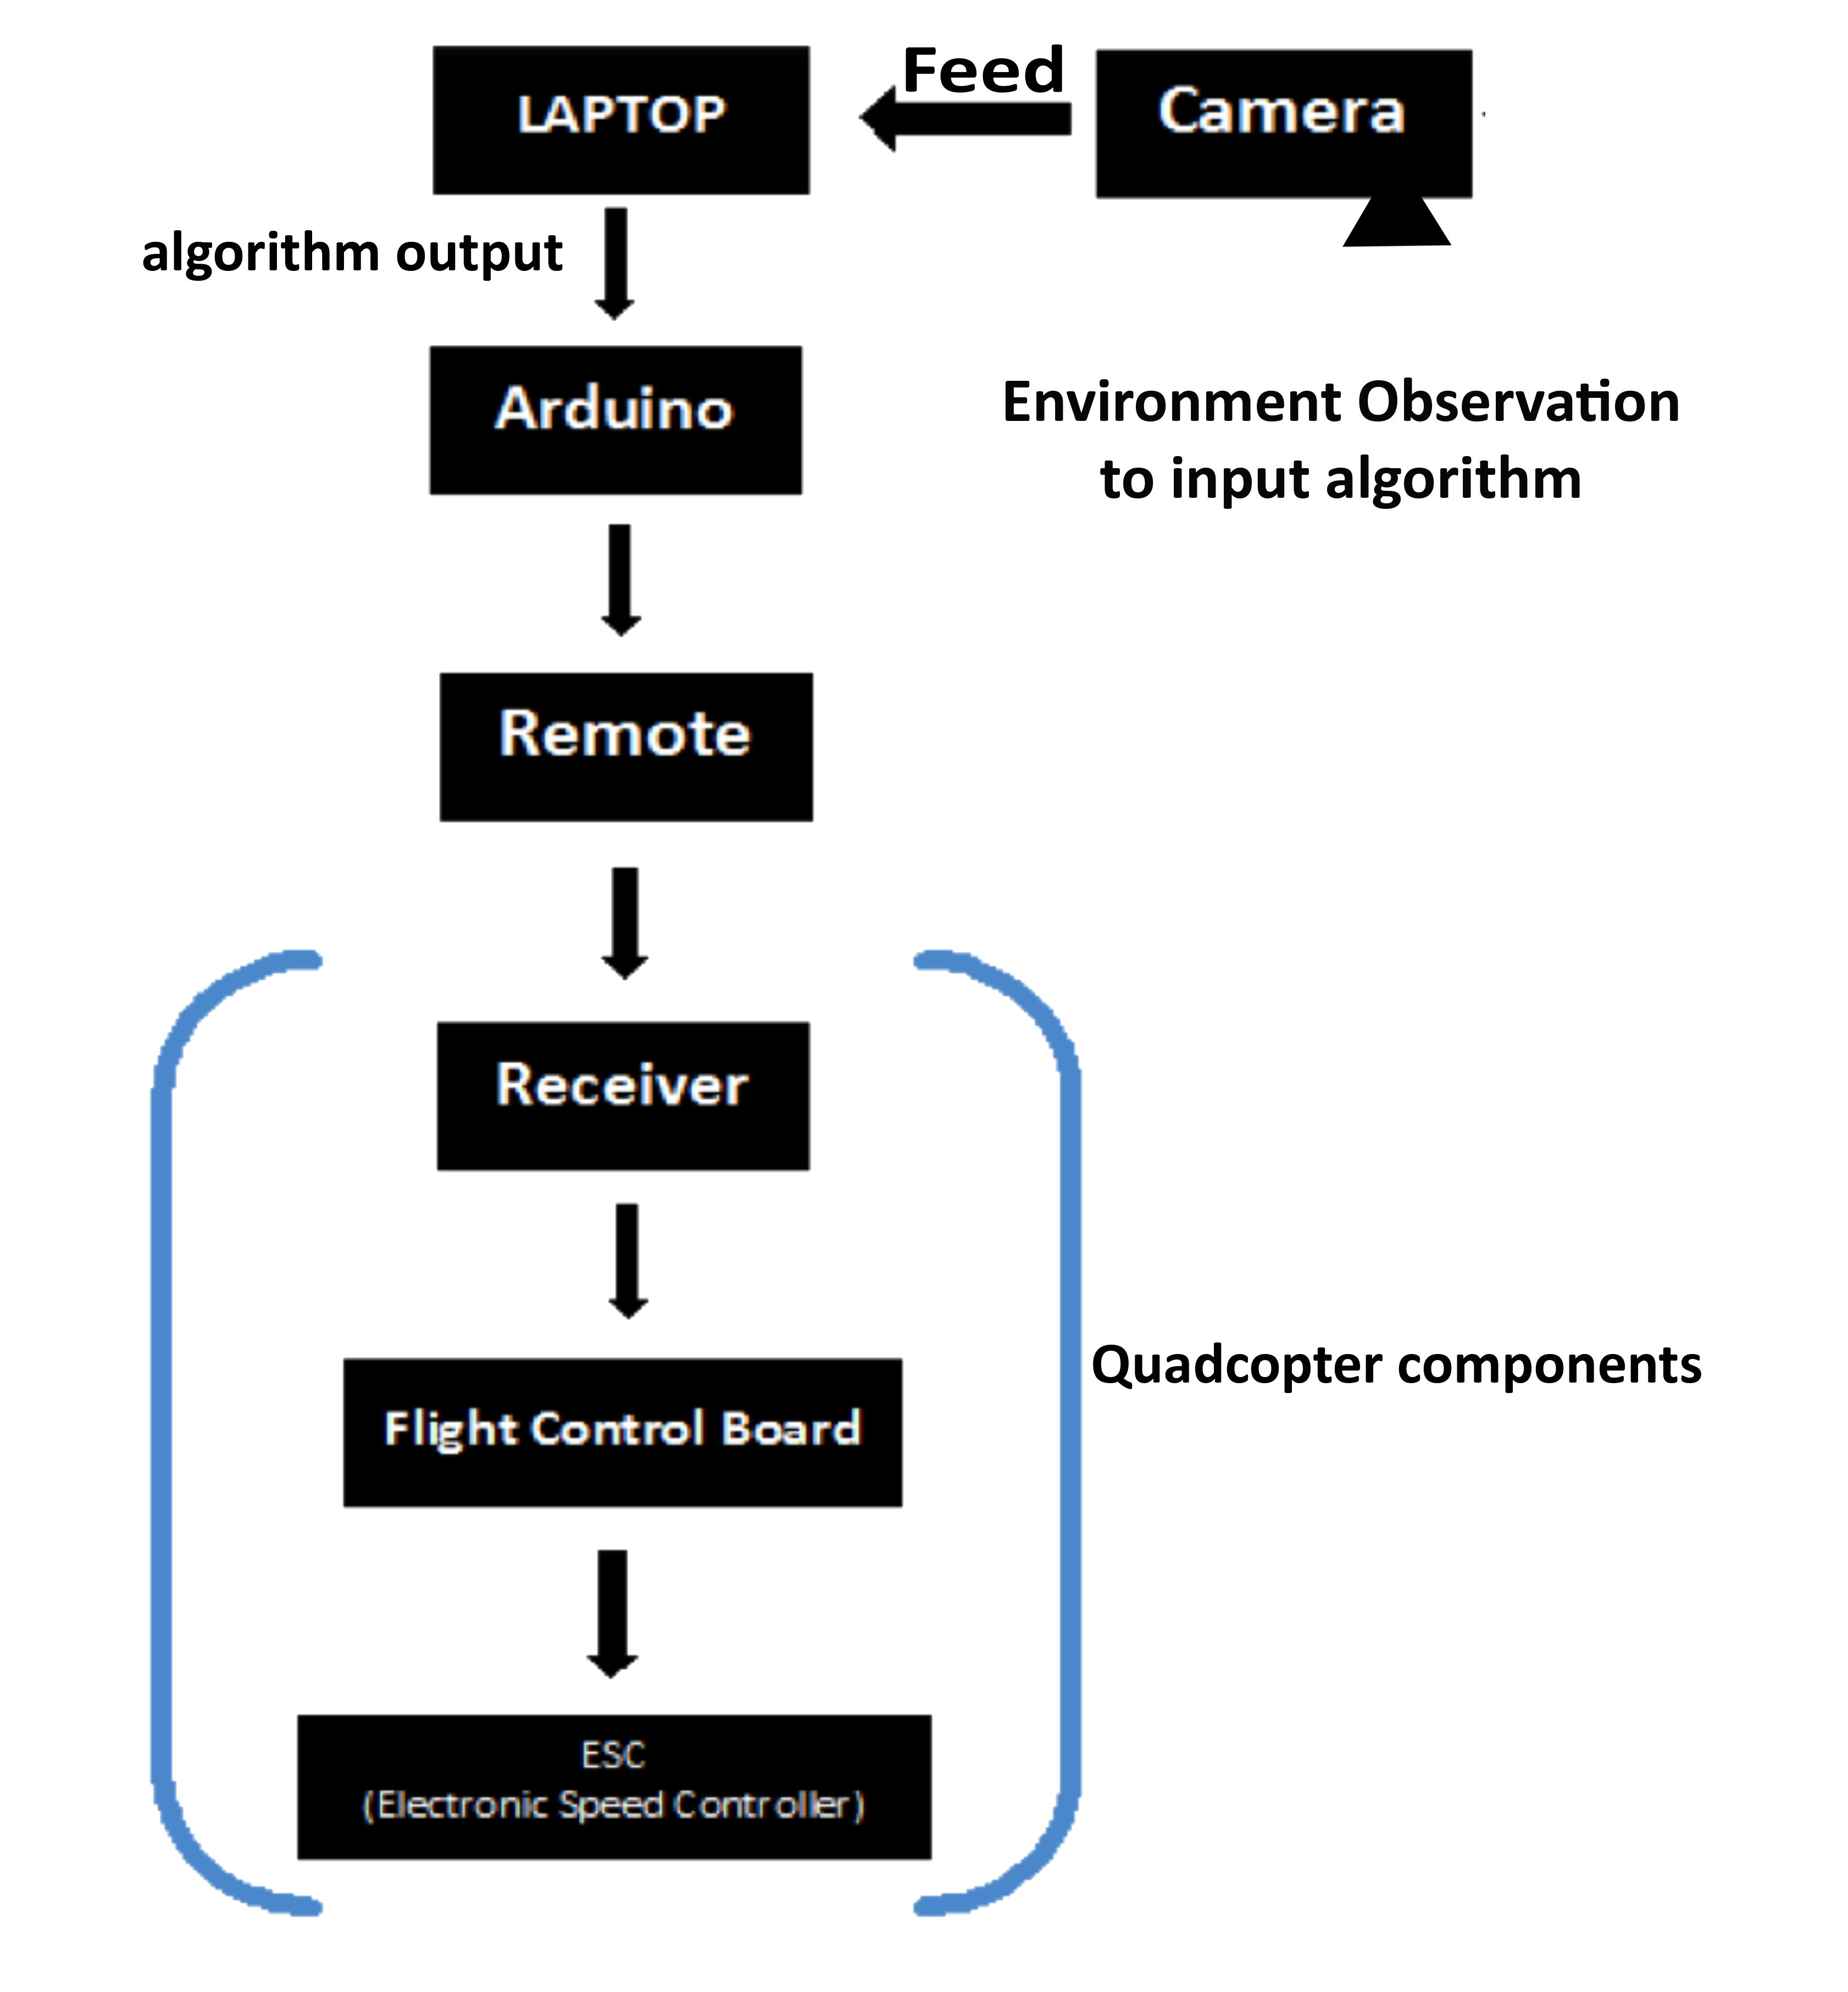 LAPTOP
Feed
Camera
algorithm output
Arduino
Environment Observation
to input algorithm
Remote
Receiver
Quadcopter components
Flight Control Board
ESC
(Electronic Speed Controller)